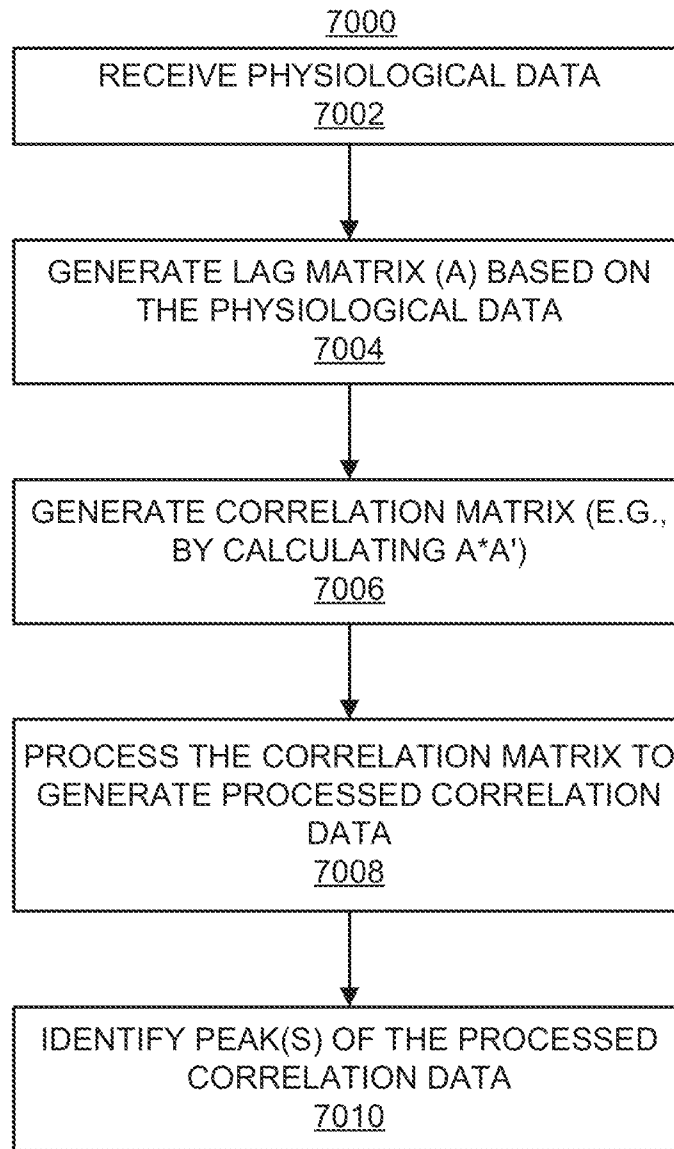 7000
RECEIVE PHYSIOLOGICAL DATA
7002
GENERATE LAG MATRIX (A) BASED ON
THE PHYSIOLOGICAL DATA
7004
GENERATE CORRELATION MATRIX (E.G.,
BY CALCULATING A*A')
7006
PROCESS THE CORRELATION MATRIX TO
GENERATE PROCESSED CORRELATION
DATA
7008
IDENTIFY PEAK(S) OF THE PROCESSED
CORRELATION DATA
7010